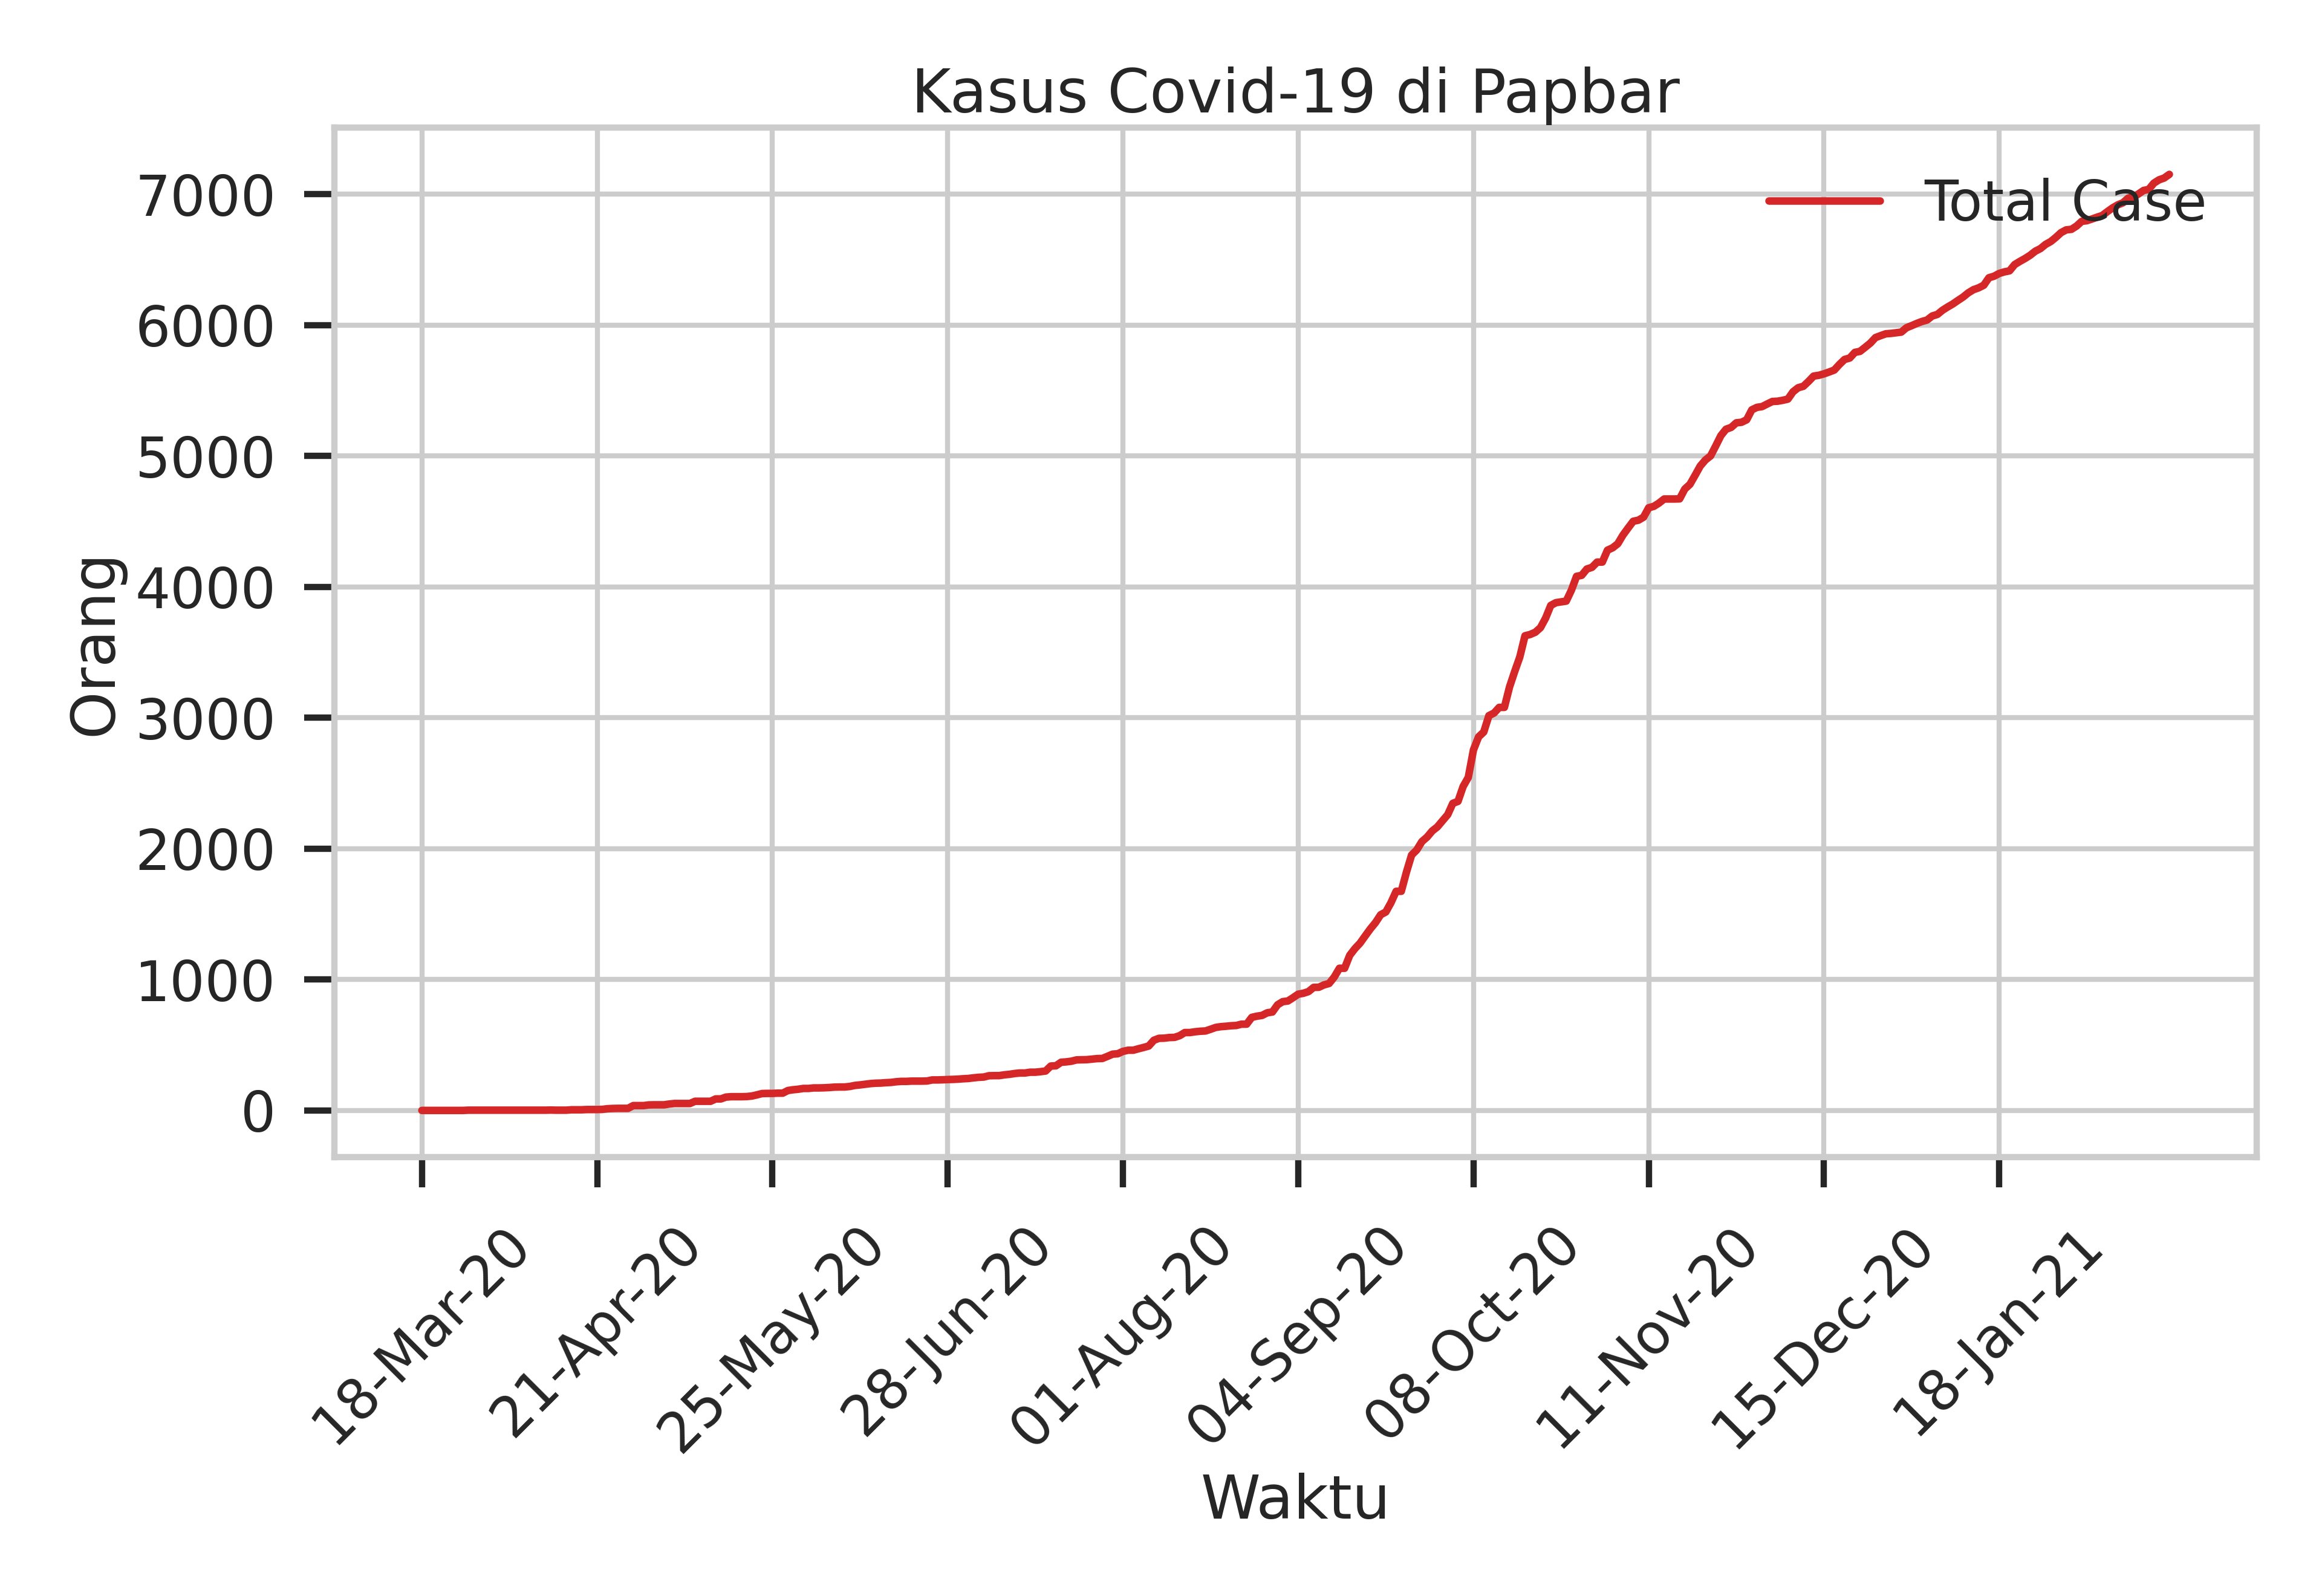 Kasus Covid-19 di Papbar
Total Case
Orang
7000
6000
5000
4000
3000
2000
1000
0
18-Mar-20
21-Apr-20
25-May-20
28-Jun-20
01-Aug-20
04-Sep-20
08-Oct-20
11-Nov-20
15-Dec-20
18-Jan-21
Waktu